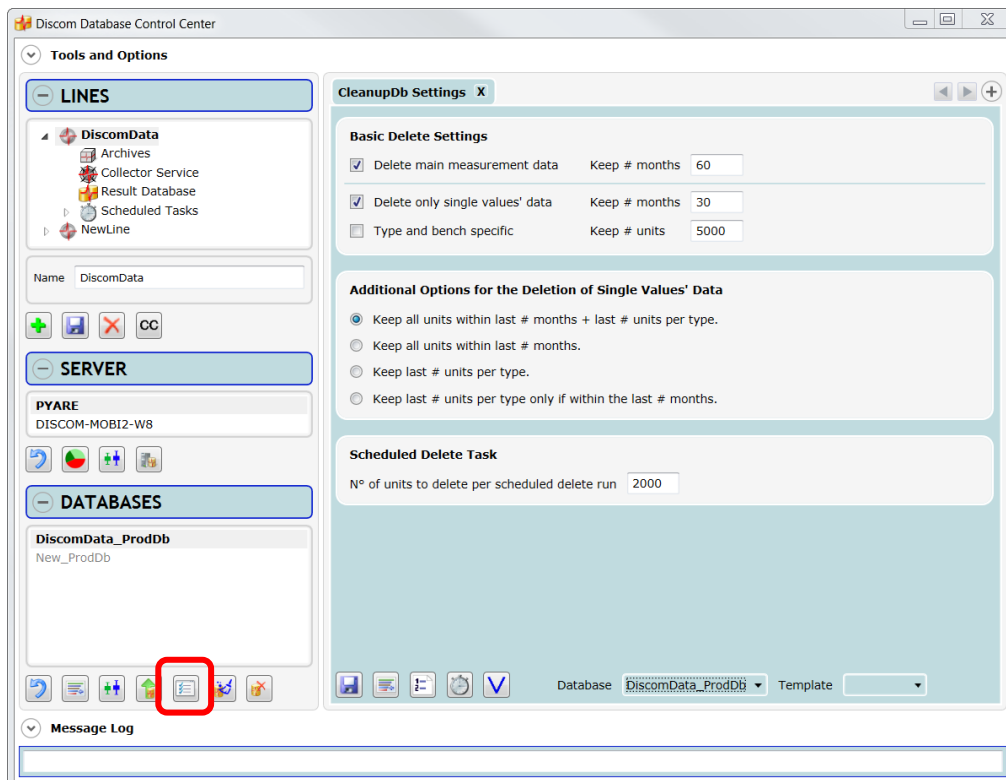 Discom Database Control Center
Tools and Options
LINES
DiscomData
Archives
Collector Service
Result Database
Scheduled Tasks
NewLine
Name DiscomData
CC
SERVER
PYARE
DISCOM-MOBI2-W8
DATABASES
DiscomData_ProdDb
New_ProdDb
CleanupDb Settings X
Basic Delete Settings
Delete main measurement data Keep # months 60
Delete only single values' data Keep # months 30
Type and bench specific Keep # units 5000
Additional Options for the Deletion of Single Values' Data
Keep all units within last # months + last # units per type.
Keep all units within last # months.
Keep last # units per type.
Keep last # units per type only if within the last # months.
Scheduled Delete Task
N° of units to delete per scheduled delete run 2000
Database DiscomData_ProdDb Template
Message Log